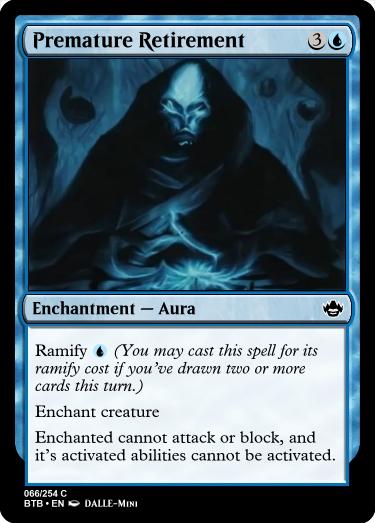 Premature Retirement 3
Enchantment — Aura
Ramify (You may cast this spell for its
ramify cost if you've drawn two or more
cards this turn.)
Enchant creature
Enchanted cannot attack or block, and
it's activated abilities cannot be activated.
066/254 C
BTB • EN DALLE-Mini